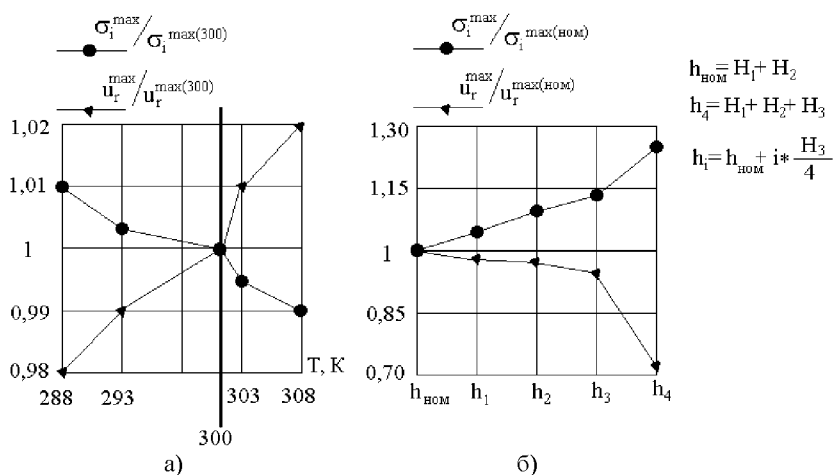 σ_i^max / σ_i^max(300)
u_r^max / u_r^max(300)
1,02
1,01
1
0,99
0,98
288 293 303 308
T, K
300
а)
σ_i^max / σ_i^max(ном)
u_r^max / u_r^max(ном)
1,30
1,15
1
0,85
0,70
h_ном h_1 h_2 h_3 h_4
б)
h_ном = H_1 + H_2
h_4 = H_1 + H_2 + H_3
h_i = h_ном + i * H_3 / 4